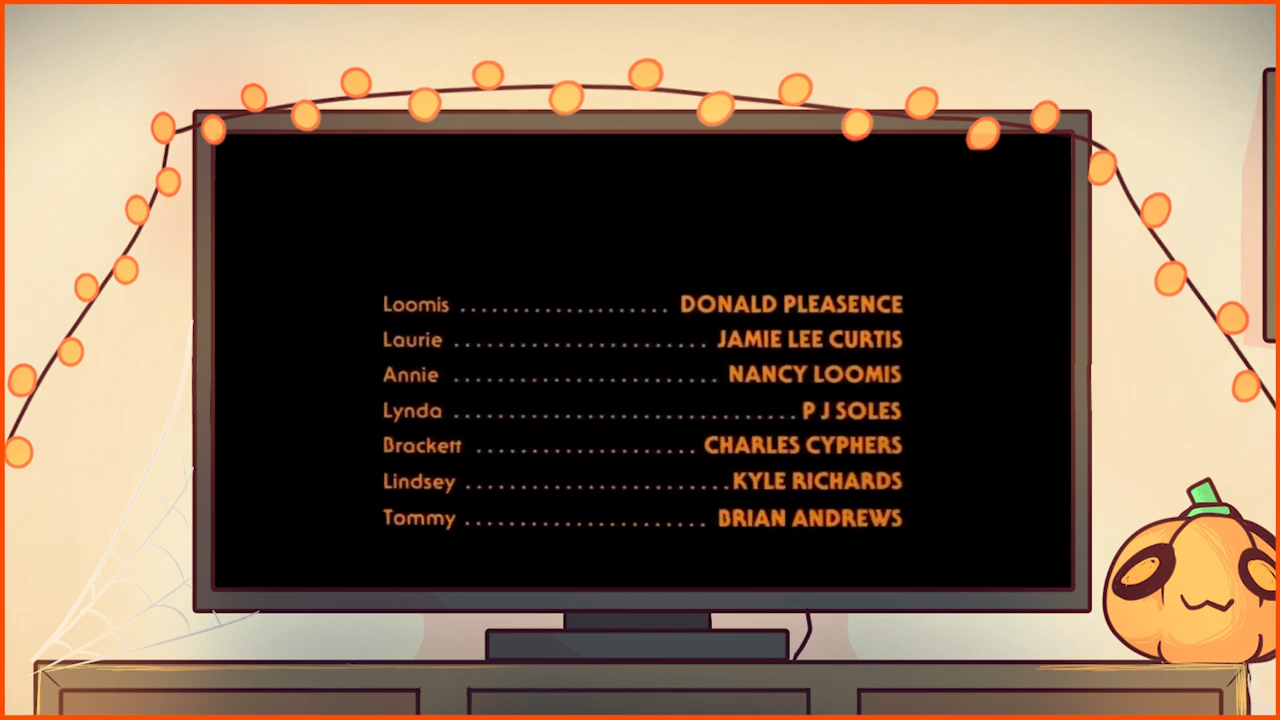 Loomis ................... DONALD PLEASENCE
Laurie ....................... JAMIE LEE CURTIS
Annie ........................ NANCY LOOMIS
Lynda ................................ P J SOLES
Brackett .................... CHARLES CYPHERS
Lindsey ........................ KYLE RICHARDS
Tommy ...................... BRIAN ANDREWS